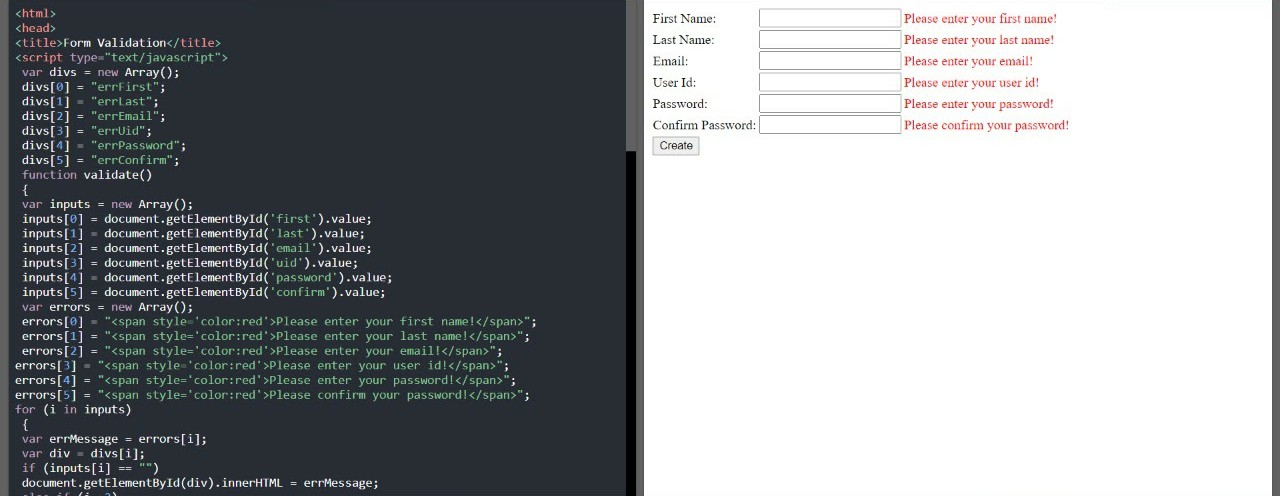 <html>
<head>
<title>Form Validation</title>
<script type="text/javascript">
var divs = new Array();
divs[0] = "errFirst";
divs[1] = "errLast";
divs[2] = "errEmail";
divs[3] = "errUid";
divs[4] = "errPassword";
divs[5] = "errConfirm";
function validate()
{
var inputs = new Array();
inputs[0] = document.getElementById('first').value;
inputs[1] = document.getElementById('last').value;
inputs[2] = document.getElementById('email').value;
inputs[3] = document.getElementById('uid').value;
inputs[4] = document.getElementById('password').value;
inputs[5] = document.getElementById('confirm').value;
var errors = new Array();
errors[0] = "<span style='color:red'>Please enter your first name!</span>";
errors[1] = "<span style='color:red'>Please enter your last name!</span>";
errors[2] = "<span style='color:red'>Please enter your email!</span>";
errors[3] = "<span style='color:red'>Please enter your user id!</span>";
errors[4] = "<span style='color:red'>Please enter your password!</span>";
errors[5] = "<span style='color:red'>Please confirm your password!</span>";
for (i in inputs)
{
var errMessage = errors[i];
var div = divs[i];
if (inputs[i] == "")
document.getElementById(div).innerHTML = errMessage;
First Name: Please enter your first name!
Last Name: Please enter your last name!
Email: Please enter your email!
User Id: Please enter your user id!
Password: Please enter your password!
Confirm Password: Please confirm your password!
Create